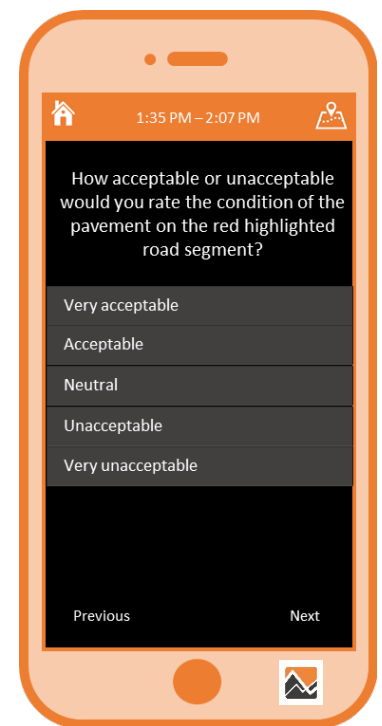 1:35 PM – 2:07 PM
How acceptable or unacceptable
would you rate the condition of the
pavement on the red highlighted
road segment?
Very acceptable
Acceptable
Neutral
Unacceptable
Very unacceptable
Previous Next